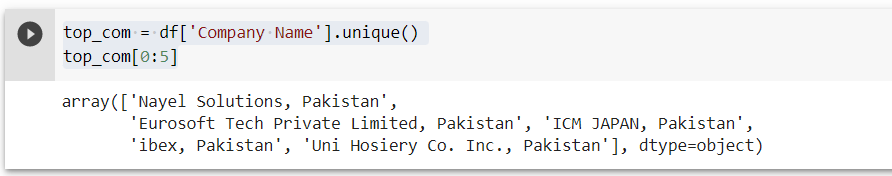 top_com = df['Company Name'].unique()
top_com[0:5]
array(['Nayel Solutions, Pakistan',
'Eurosoft Tech Private Limited, Pakistan', 'ICM JAPAN, Pakistan',
'ibex, Pakistan', 'Uni Hosiery Co. Inc., Pakistan'], dtype=object)